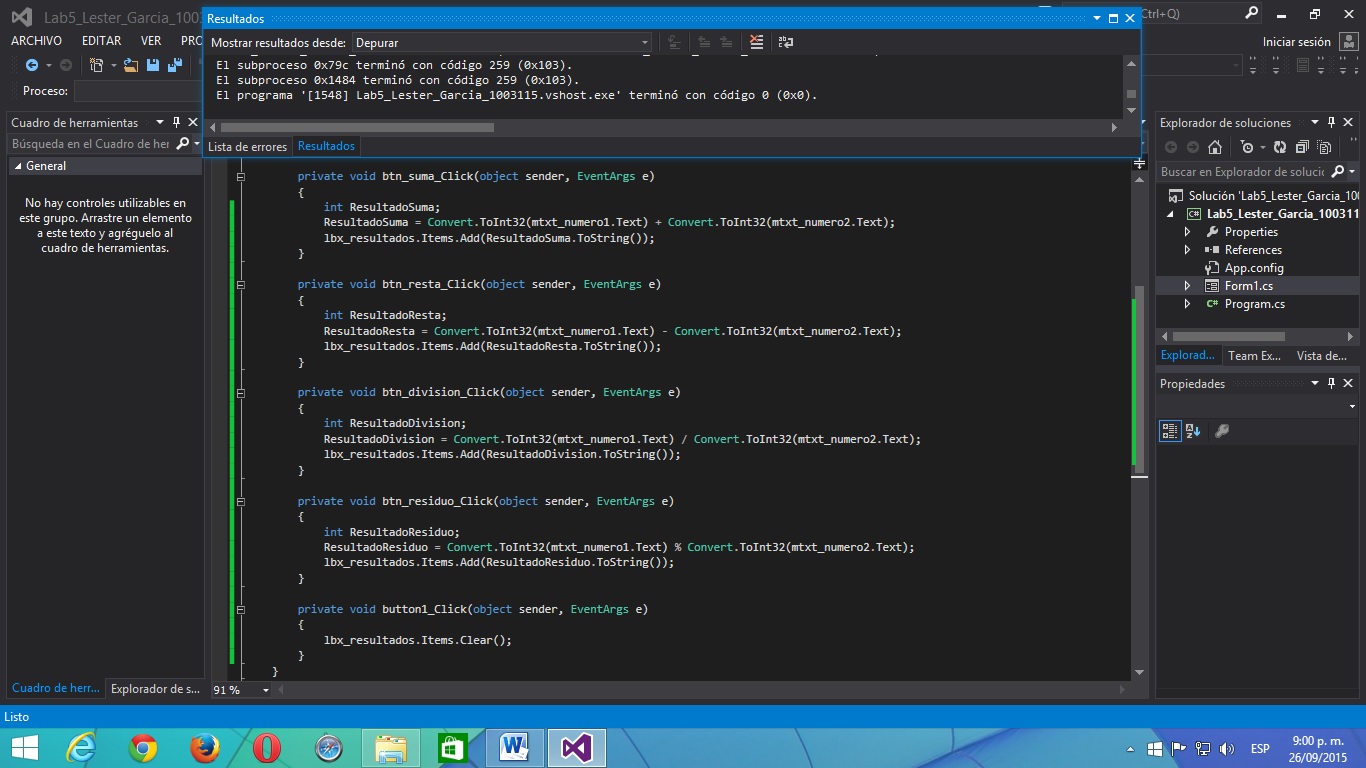 Lab5_Lester_Garcia_1003
Resultados
Ctrl+Q)
ARCHIVO EDITAR VER PRO
Iniciar sesión
Mostrar resultados desde: Depurar
El subproceso 0x79c terminó con código 259 (0x103).
El subproceso 0x1484 terminó con código 259 (0x103).
El programa '[1548] Lab5_Lester_Garcia_1003115.vshost.exe' terminó con código 0 (0x0).
Lista de errores Resultados
Proceso:
Cuadro de herramientas
Búsqueda en el Cuadro de her
General
No hay controles utilizables en
este grupo. Arrastre un elemento
a este texto y agréguelo al
cuadro de herramientas.
Cuadro de herr... Explorador de s...
private void btn_suma_Click(object sender, EventArgs e)
{
int ResultadoSuma;
ResultadoSuma = Convert.ToInt32(mtxt_numero1.Text) + Convert.ToInt32(mtxt_numero2.Text);
lbx_resultados.Items.Add(ResultadoSuma.ToString());
}
private void btn_resta_Click(object sender, EventArgs e)
{
int ResultadoResta;
ResultadoResta = Convert.ToInt32(mtxt_numero1.Text) - Convert.ToInt32(mtxt_numero2.Text);
lbx_resultados.Items.Add(ResultadoResta.ToString());
}
private void btn_division_Click(object sender, EventArgs e)
{
int ResultadoDivision;
ResultadoDivision = Convert.ToInt32(mtxt_numero1.Text) / Convert.ToInt32(mtxt_numero2.Text);
lbx_resultados.Items.Add(ResultadoDivision.ToString());
}
private void btn_residuo_Click(object sender, EventArgs e)
{
int ResultadoResiduo;
ResultadoResiduo = Convert.ToInt32(mtxt_numero1.Text) % Convert.ToInt32(mtxt_numero2.Text);
lbx_resultados.Items.Add(ResultadoResiduo.ToString());
}
private void button1_Click(object sender, EventArgs e)
{
lbx_resultados.Items.Clear();
}
}
91 %
Explorador de soluciones
Buscar en Explorador de solucio
Solución 'Lab5_Lester_Garcia_10
Lab5_Lester_Garcia_100311
Properties
References
App.config
Form1.cs
Program.cs
Explorad... Team Ex... Vista de...
Propiedades
Listo
ESP
9:00 p. m.
26/09/2015